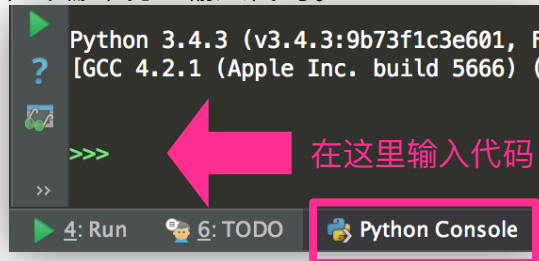 Python 3.4.3 (v3.4.3:9b73f1c3e601,
[GCC 4.2.1 (Apple Inc. build 5666) (
>>>
在这里输入代码
4: Run 6: TODO Python Console